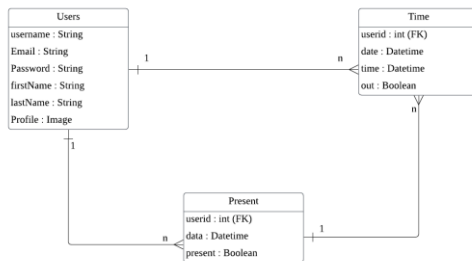 Users
username : String
Email : String
Password : String
firstName : String
lastName : String
Profile : Image
1
n
Time
userid : int (FK)
date : Datetime
time : Datetime
out : Boolean
n
1
n
Present
userid : int (FK)
data : Datetime
present : Boolean
1